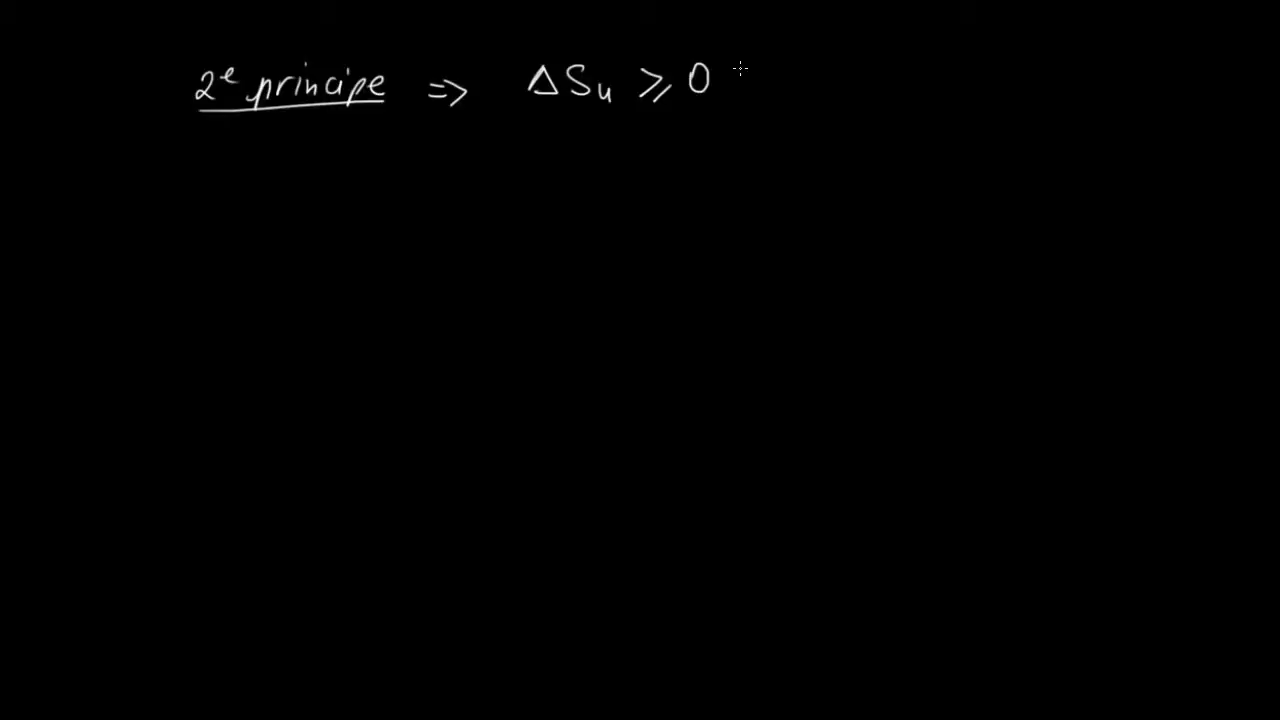 2ᵉ principe ⇒ ΔSᵤ ⩾ 0